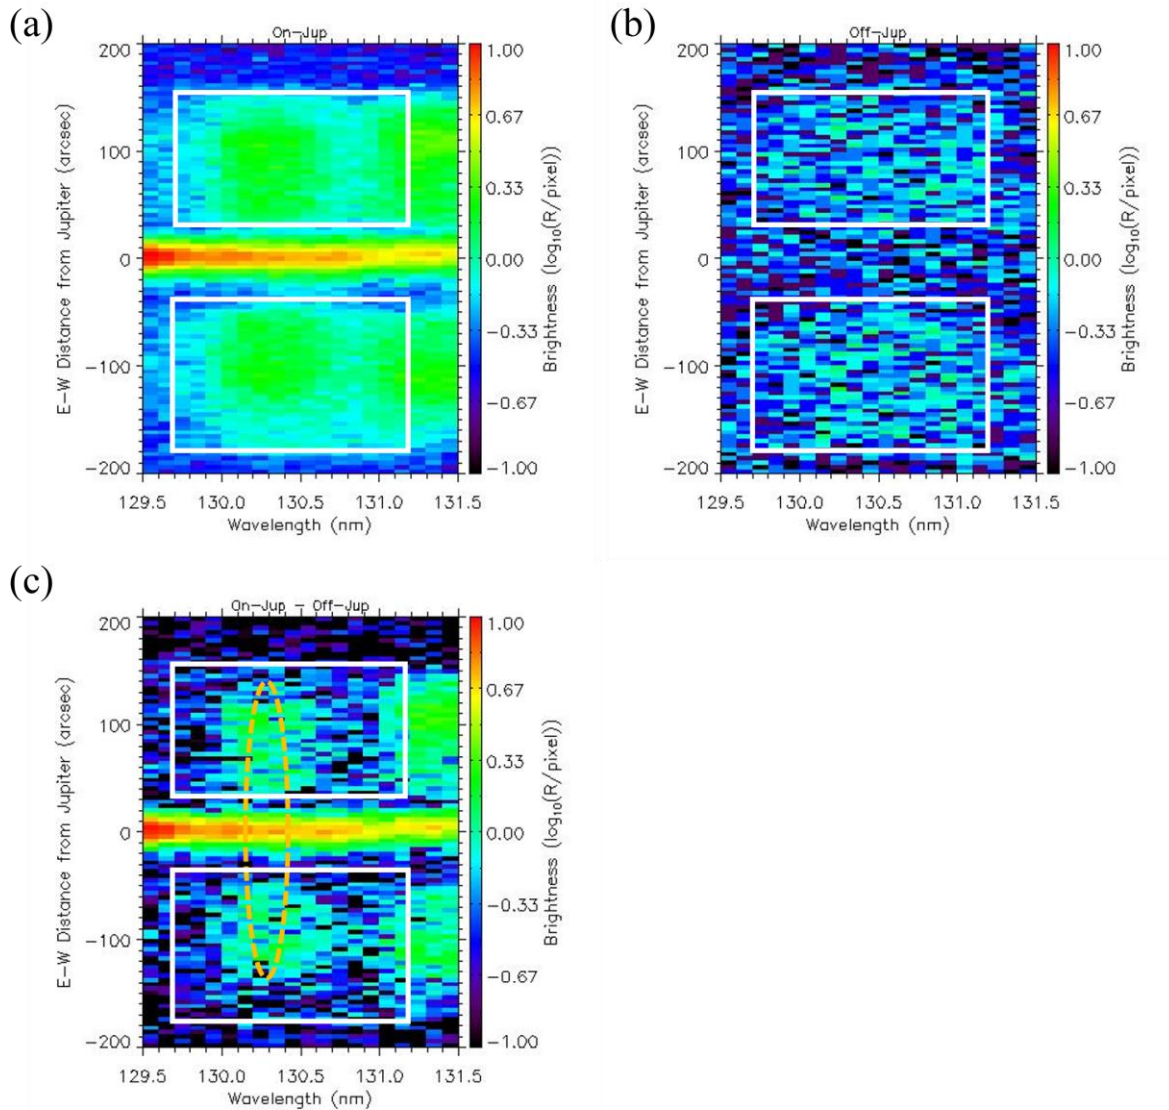 (a)
On-Jup
E-W Distance from Jupiter (arcsec)
200
100
0
-100
-200
129.5 130.0 130.5 131.0 131.5
Wavelength (nm)
1.00
0.67
0.33
0.00
-0.33
-0.67
-1.00
Brightness (log10(R/pixel))
(b)
Off-Jup
E-W Distance from Jupiter (arcsec)
200
100
0
-100
-200
129.5 130.0 130.5 131.0 131.5
Wavelength (nm)
1.00
0.67
0.33
0.00
-0.33
-0.67
-1.00
Brightness (log10(R/pixel))
(c)
On-Jup - Off-Jup
E-W Distance from Jupiter (arcsec)
200
100
0
-100
-200
129.5 130.0 130.5 131.0 131.5
Wavelength (nm)
1.00
0.67
0.33
0.00
-0.33
-0.67
-1.00
Brightness (log10(R/pixel))